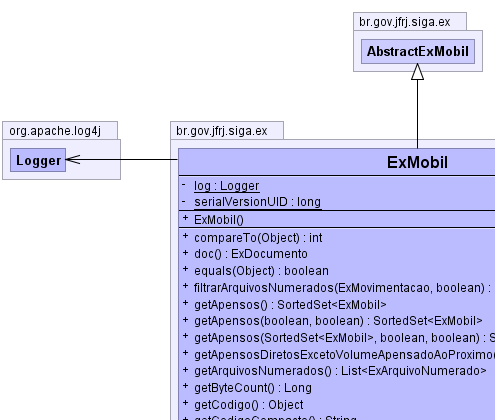 br.gov.jfrj.siga.ex
AbstractExMobil
org.apache.log4j
Logger
br.gov.jfrj.siga.ex
ExMobil
- log : Logger
- serialVersionUID : long
+ ExMobil()
+ compareTo(Object) : int
+ doc() : ExDocumento
+ equals(Object) : boolean
+ filtrarArquivosNumerados(ExMovimentacao, boolean) :
+ getApensos() : SortedSet<ExMobil>
+ getApensos(boolean, boolean) : SortedSet<ExMobil>
+ getApensos(SortedSet<ExMobil>, boolean, boolean) : S
+ getApensosDiretosExcetoVolumeApensadoAoProximo(
+ getArquivosNumerados() : List<ExArquivoNumerado>
+ getByteCount() : Long
+ getCodigo() : Object
+ getCodigoCompacto() : String